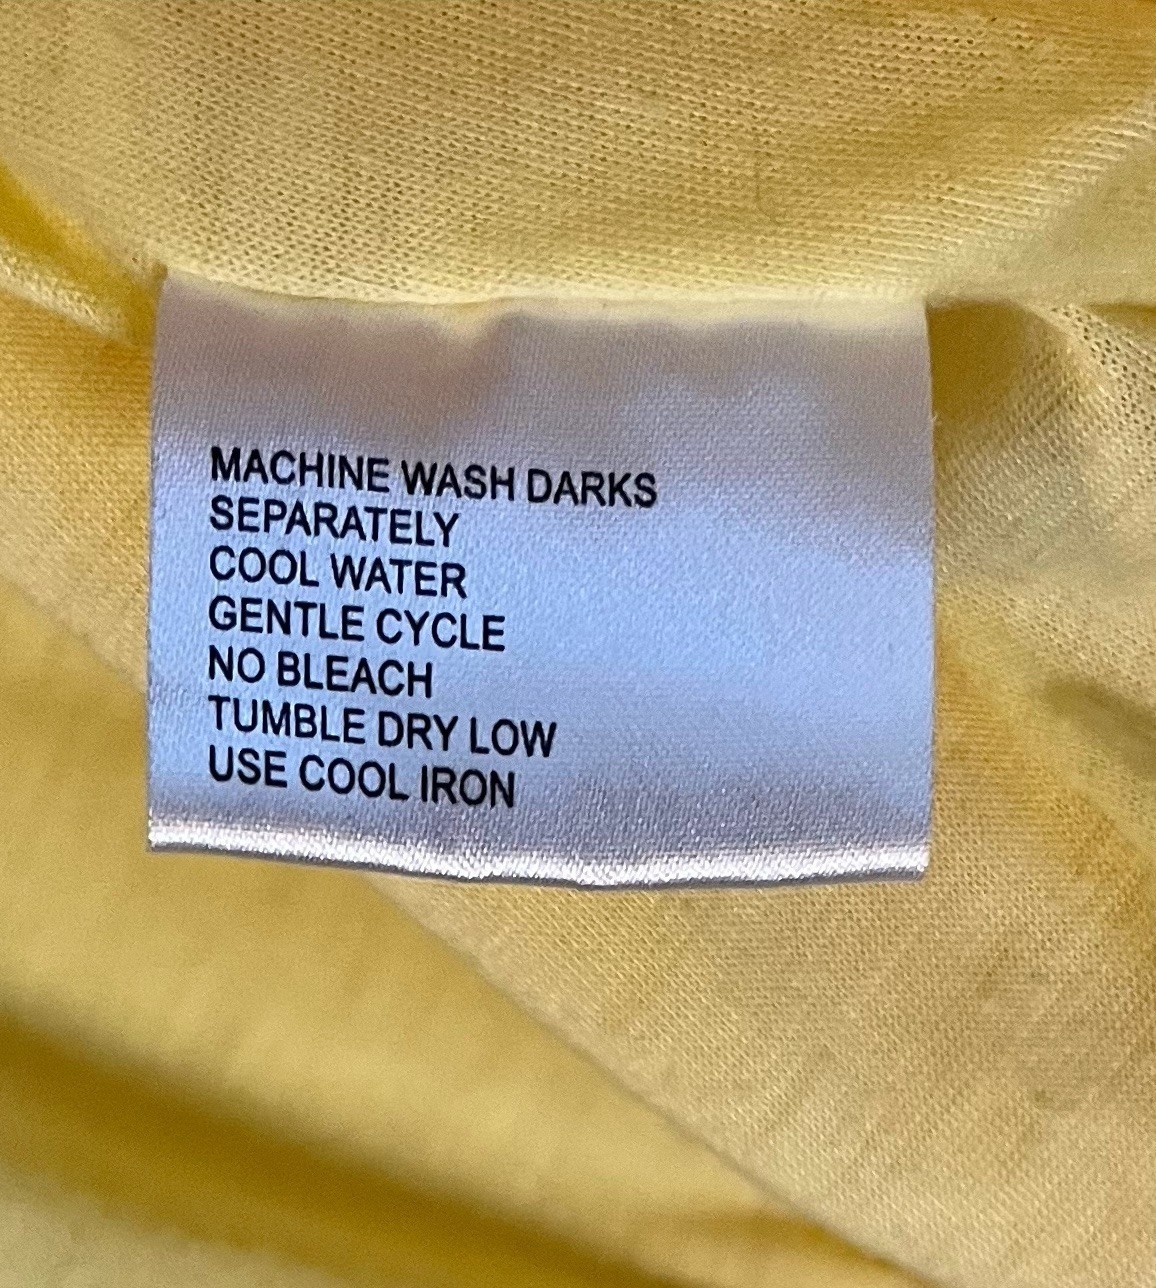 MACHINE WASH DARKS
SEPARATELY
COOL WATER
GENTLE CYCLE
NO BLEACH
TUMBLE DRY LOW
USE COOL IRON